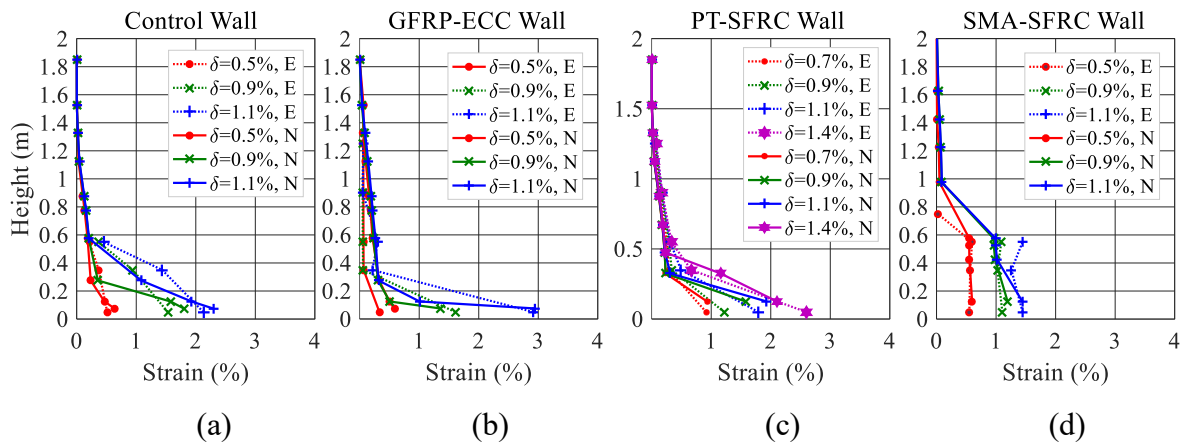 Control Wall
GFRP-ECC Wall
PT-SFRC Wall
SMA-SFRC Wall
Height (m)
2
1.8
1.6
1.4
1.2
1
0.8
0.6
0.4
0.2
0
δ=0.5%, E
δ=0.9%, E
δ=1.1%, E
δ=0.5%, N
δ=0.9%, N
δ=1.1%, N
0 1 2 3 4
Strain (%)
(a)
2
1.8
1.6
1.4
1.2
1
0.8
0.6
0.4
0.2
0
δ=0.5%, E
δ=0.9%, E
δ=1.1%, E
δ=0.5%, N
δ=0.9%, N
δ=1.1%, N
0 1 2 3 4
Strain (%)
(b)
2
1.5
1
0.5
0
δ=0.7%, E
δ=0.9%, E
δ=1.1%, E
δ=1.4%, E
δ=0.7%, N
δ=0.9%, N
δ=1.1%, N
δ=1.4%, N
0 1 2 3 4
Strain (%)
(c)
2
1.8
1.6
1.4
1.2
1
0.8
0.6
0.4
0.2
0
δ=0.5%, E
δ=0.9%, E
δ=1.1%, E
δ=0.5%, N
δ=0.9%, N
δ=1.1%, N
0 1 2 3 4
Strain (%)
(d)